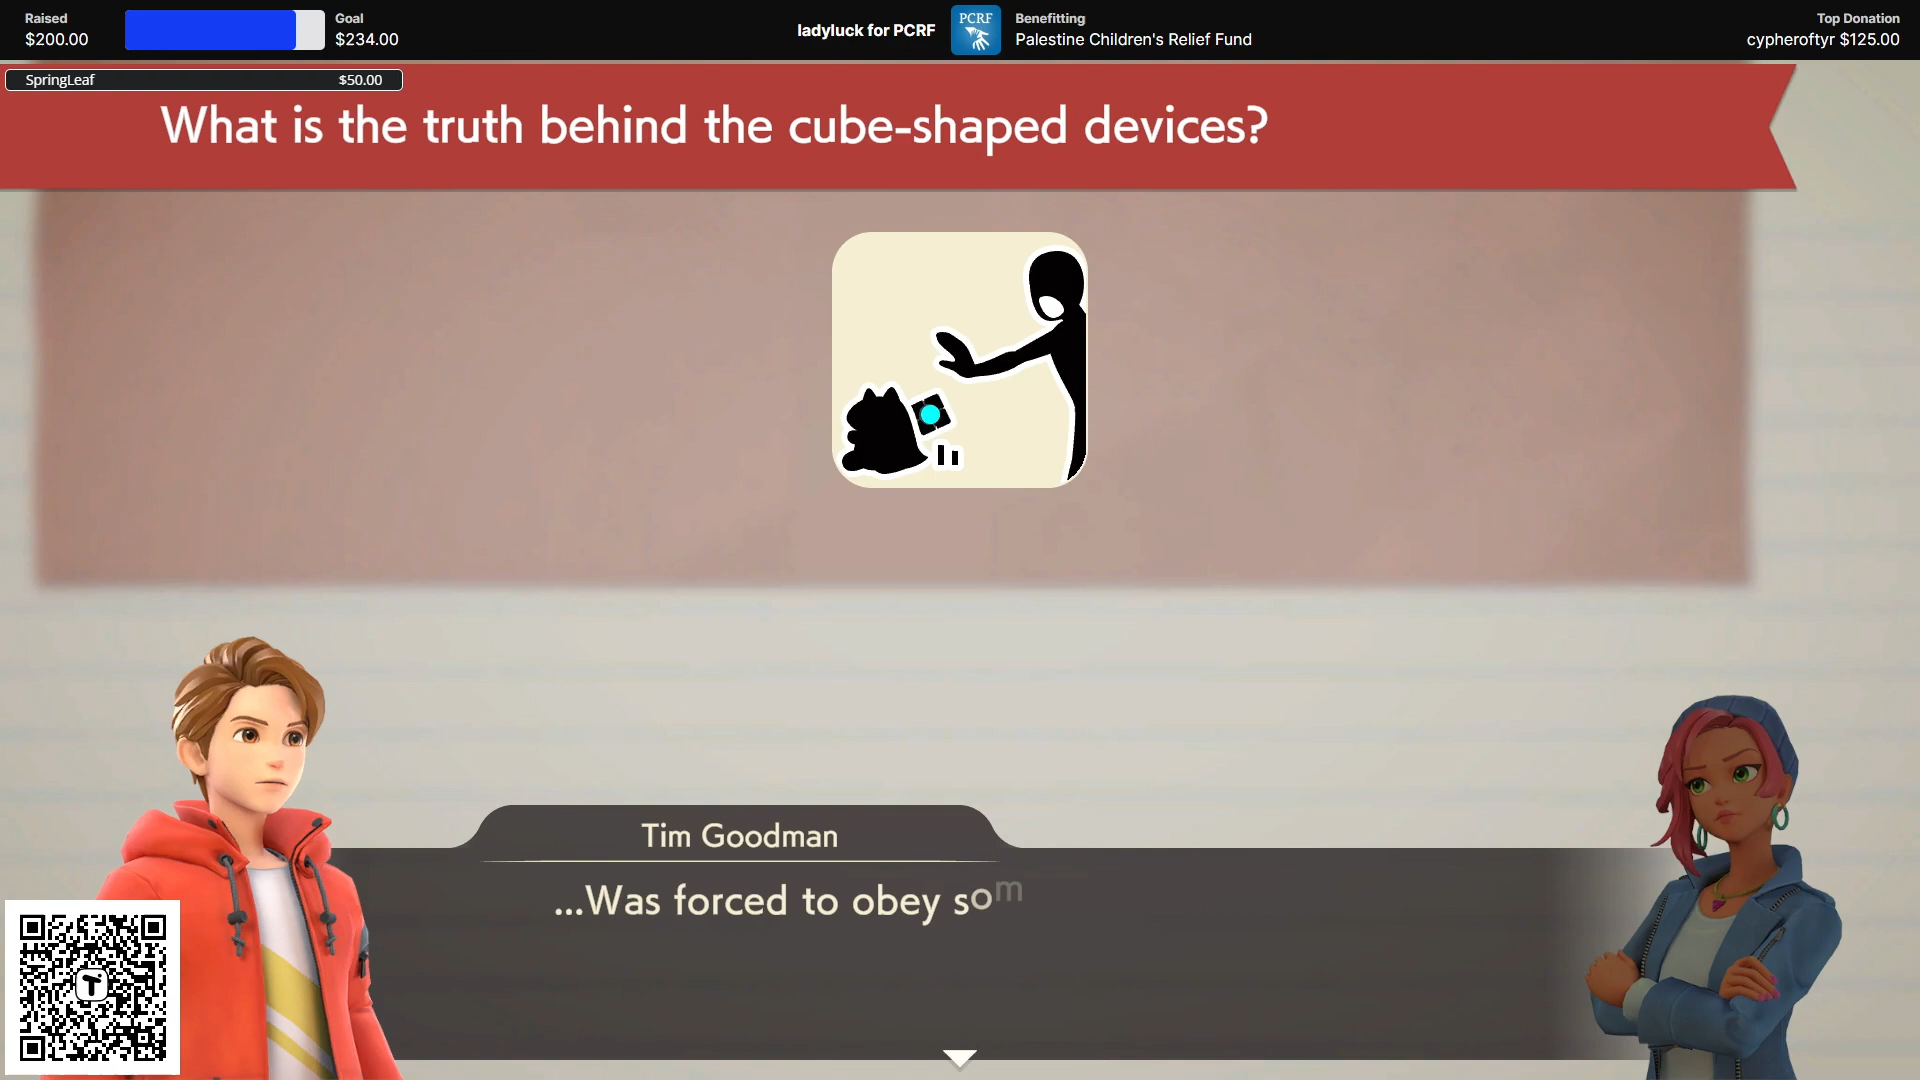 Raised
$200.00
Goal
$234.00
ladyluck for PCRF
PCRF
Benefitting
Palestine Children's Relief Fund
Top Donation
cypheroftyr $125.00
SpringLeaf $50.00
What is the truth behind the cube-shaped devices?
Tim Goodman
...Was forced to obey som